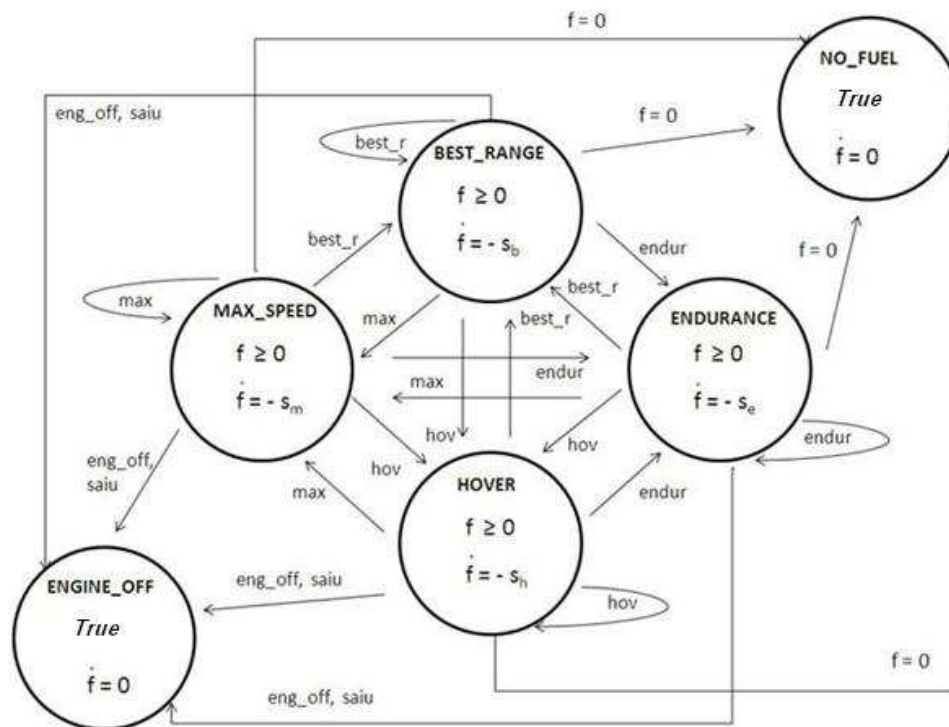 f = 0
NO_FUEL
True
ḟ = 0
eng_off, saiu
best_r
BEST_RANGE
f ≥ 0
ḟ = - s_b
f = 0
best_r
endur
f = 0
max
MAX_SPEED
f ≥ 0
ḟ = - s_m
max
best_r
best_r
ENDURANCE
f ≥ 0
ḟ = - s_e
endur
max
endur
eng_off,
saiu
hov
hov
hov
max
HOVER
f ≥ 0
ḟ = - s_h
endur
hov
eng_off, saiu
ENGINE_OFF
True
ḟ = 0
f = 0
eng_off, saiu